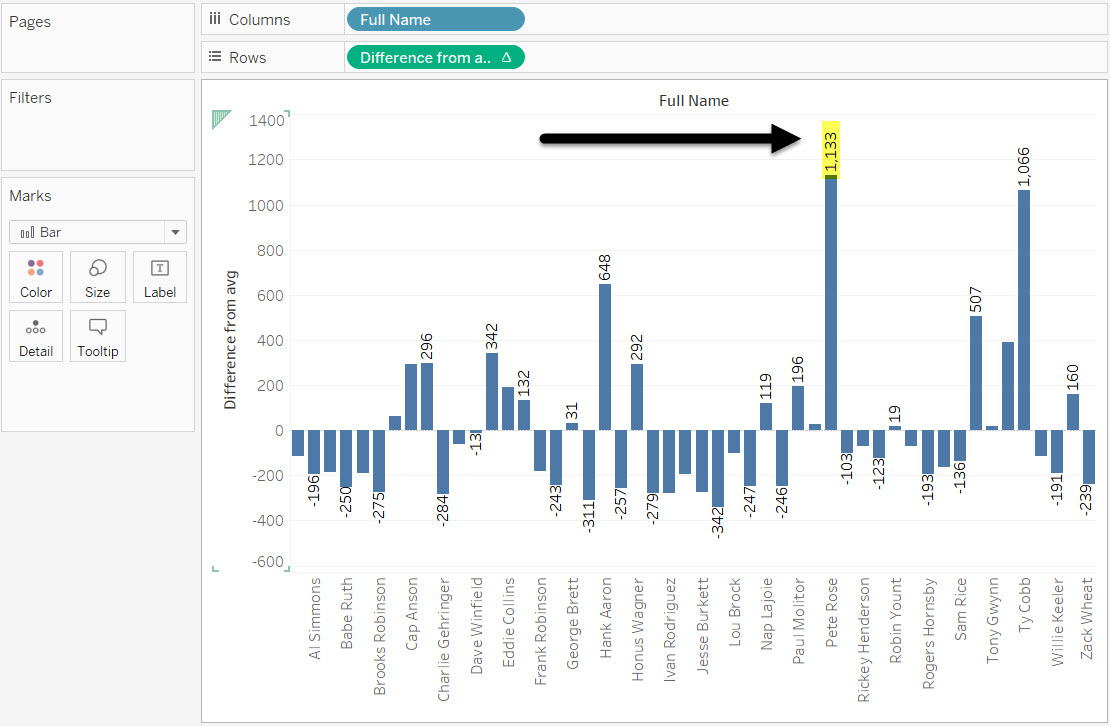 Pages
Columns
Full Name
Rows
Difference from a..
Filters
Marks
Bar
Color
Size
Label
Detail
Tooltip
Full Name
Difference from avg
1400
1200
1000
800
600
400
200
0
-200
-400
-600
-196
-250
-275
296
-284
-13
342
132
-243
31
-311
648
-257
292
-279
-342
-247
119
-246
196
1,133
-103
-123
19
-193
-136
507
1,066
-191
160
-239
Al Simmons
Babe Ruth
Brooks Robinson
Cap Anson
Charlie Gehringer
Dave Winfield
Eddie Collins
Frank Robinson
George Brett
Hank Aaron
Honus Wagner
Ivan Rodriguez
Jesse Burkett
Lou Brock
Nap Lajoie
Paul Molitor
Pete Rose
Rickey Henderson
Robin Yount
Rogers Hornsby
Sam Rice
Tony Gwynn
Ty Cobb
Willie Keeler
Zack Wheat